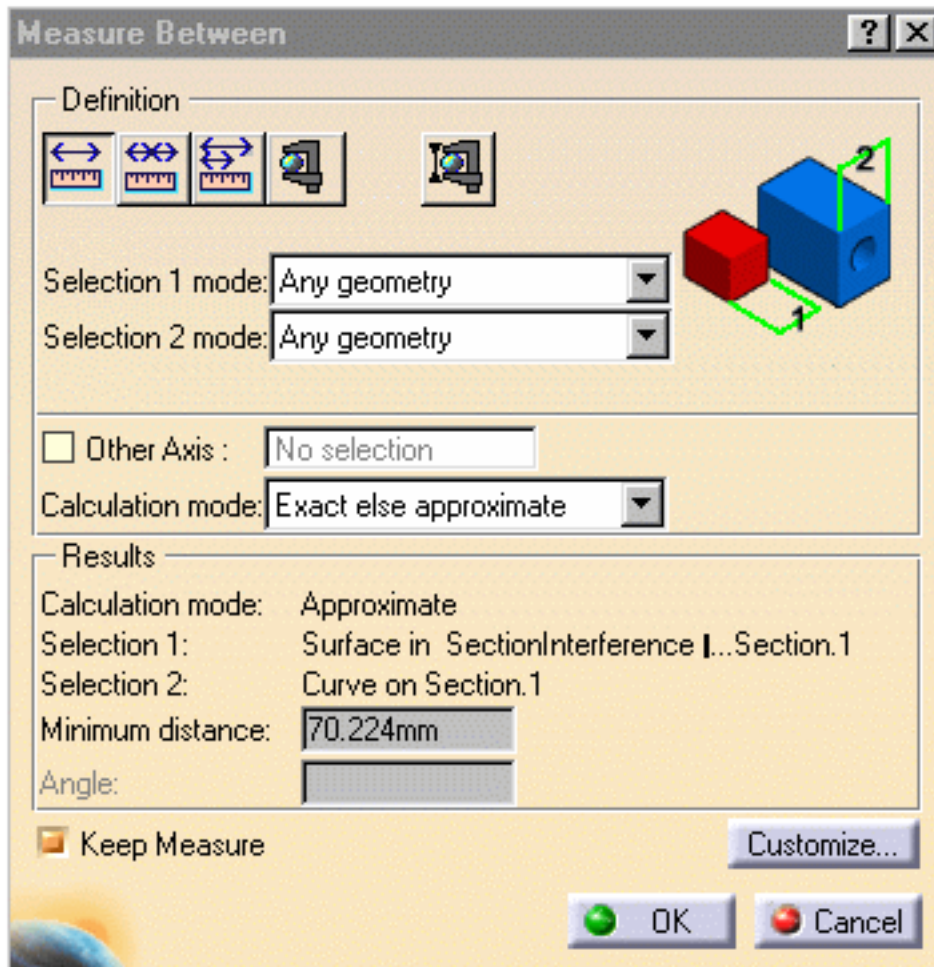 Measure Between
? X
Definition
2
1
Selection 1 mode: Any geometry
Selection 2 mode: Any geometry
Other Axis : No selection
Calculation mode: Exact else approximate
Results
Calculation mode: Approximate
Selection 1: Surface in SectionInterference I...Section.1
Selection 2: Curve on Section.1
Minimum distance: 70.224mm
Angle:
Keep Measure
Customize...
OK Cancel